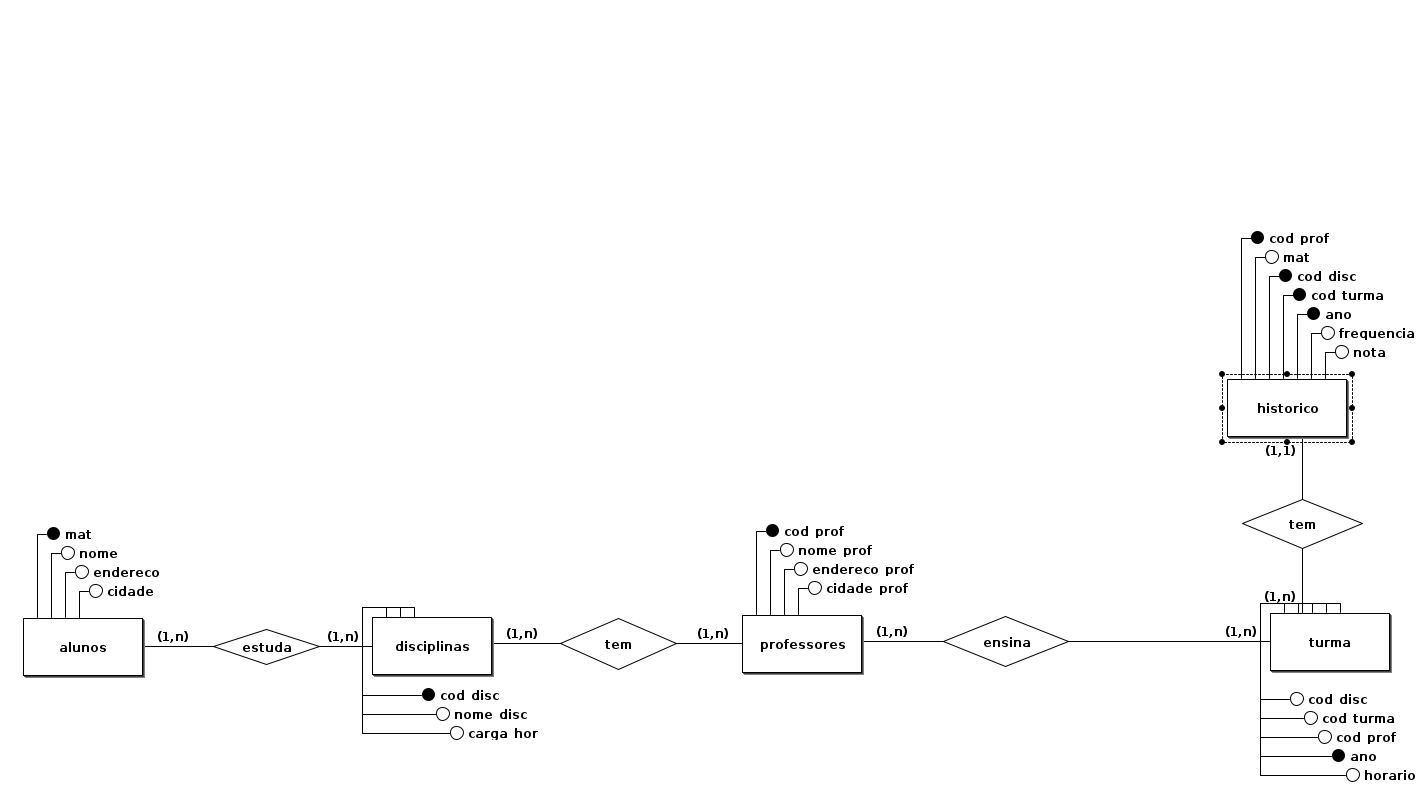 cod prof
mat
cod disc
cod turma
ano
frequencia
nota
historico
(1,1)
tem
(1,n)
mat
nome
endereco
cidade
alunos
(1,n)
estuda
(1,n)
disciplinas
cod disc
nome disc
carga hor
(1,n)
tem
(1,n)
cod prof
nome prof
endereco prof
cidade prof
professores
(1,n)
ensina
(1,n)
turma
cod disc
cod turma
cod prof
ano
horario